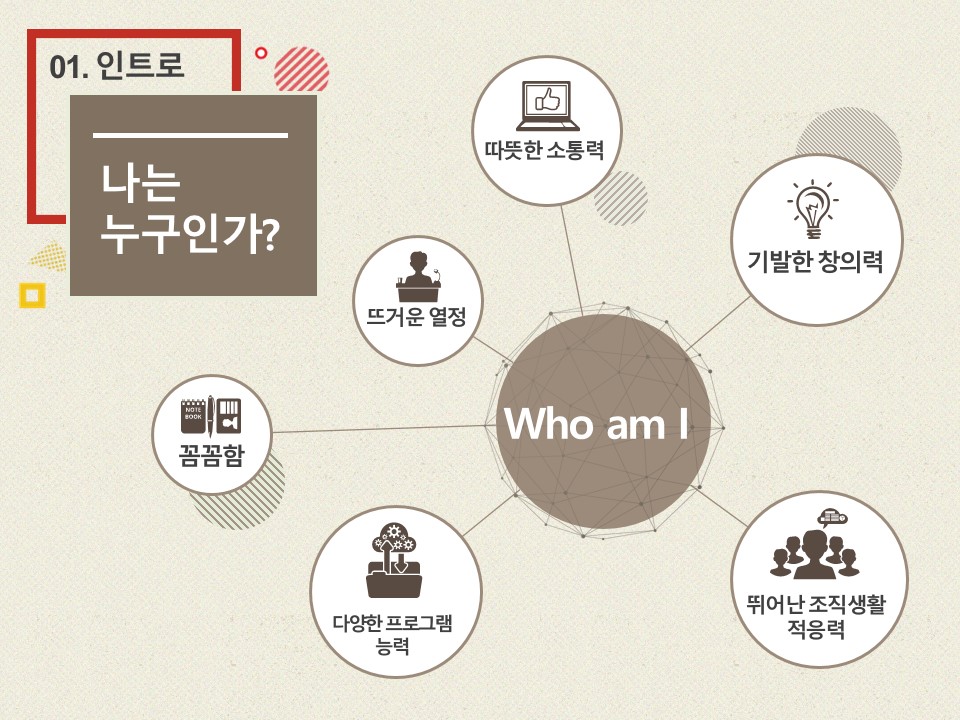 01. 인트로
나는
누구인가?
따뜻한 소통력
기발한 창의력
뜨거운 열정
Who am I
NOTE
BOOK
꼼꼼함
다양한 프로그램
능력
뛰어난 조직생활
적응력